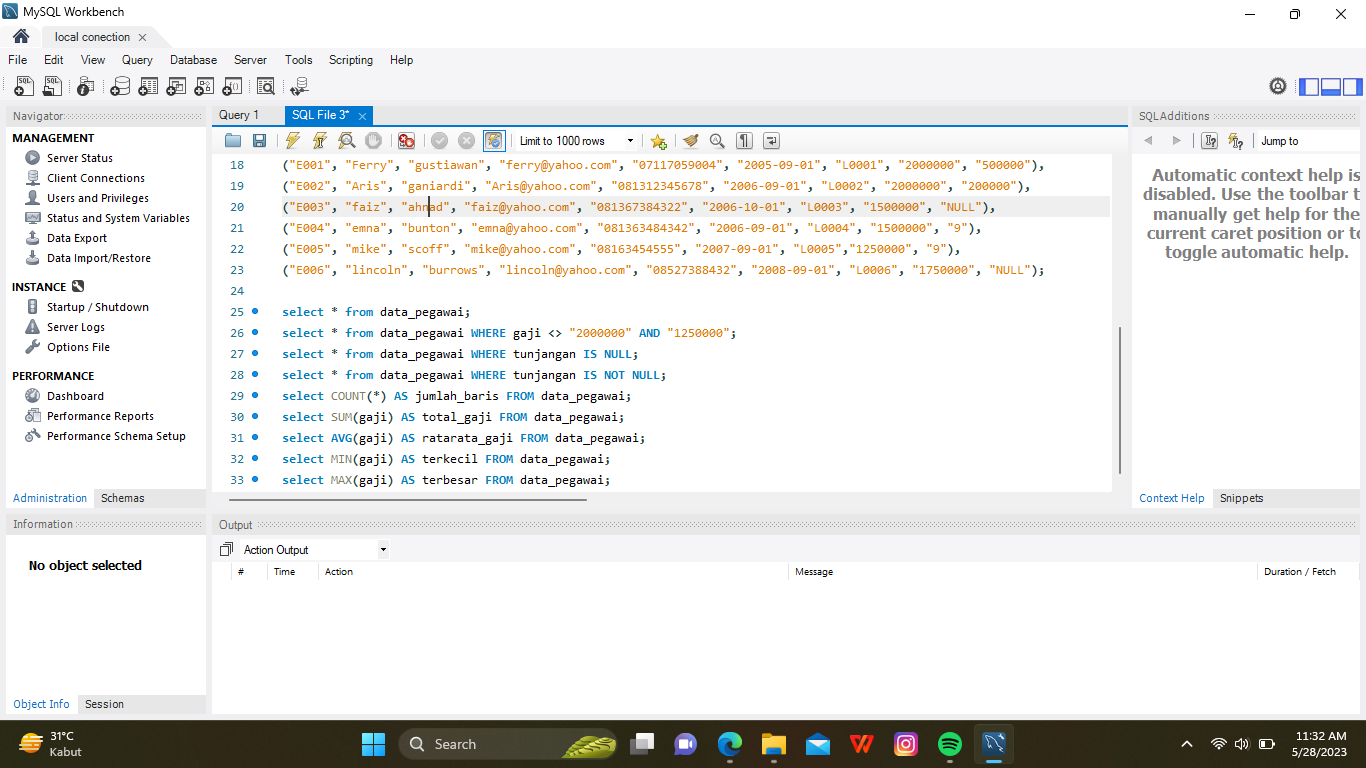 MySQL Workbench
local conection
File Edit View Query Database Server Tools Scripting Help
Navigator
MANAGEMENT
Server Status
Client Connections
Users and Privileges
Status and System Variables
Data Export
Data Import/Restore
INSTANCE
Startup / Shutdown
Server Logs
Options File
PERFORMANCE
Dashboard
Performance Reports
Performance Schema Setup
Administration Schemas
Information
No object selected
Object Info Session
Query 1 SQL File 3*
Limit to 1000 rows
18 ("E001", "Ferry", "gustiawan", "ferry@yahoo.com", "07117059004", "2005-09-01", "L0001", "2000000", "500000"),
19 ("E002", "Aris", "ganiardi", "Aris@yahoo.com", "081312345678", "2006-09-01", "L0002", "2000000", "200000"),
20 ("E003", "faiz", "ahmad", "faiz@yahoo.com", "081367384322", "2006-10-01", "L0003", "1500000", "NULL"),
21 ("E004", "emna", "bunton", "emna@yahoo.com", "081363484342", "2006-09-01", "L0004", "1500000", "9"),
22 ("E005", "mike", "scoff", "mike@yahoo.com", "08163454555", "2007-09-01", "L0005","1250000", "9"),
23 ("E006", "lincoln", "burrows", "lincoln@yahoo.com", "08527388432", "2008-09-01", "L0006", "1750000", "NULL");
24
25 select * from data_pegawai;
26 select * from data_pegawai WHERE gaji <> "2000000" AND "1250000";
27 select * from data_pegawai WHERE tunjangan IS NULL;
28 select * from data_pegawai WHERE tunjangan IS NOT NULL;
29 select COUNT(*) AS jumlah_baris FROM data_pegawai;
30 select SUM(gaji) AS total_gaji FROM data_pegawai;
31 select AVG(gaji) AS ratarata_gaji FROM data_pegawai;
32 select MIN(gaji) AS terkecil FROM data_pegawai;
33 select MAX(gaji) AS terbesar FROM data_pegawai;
SQLAdditions
Jump to
Automatic context help is
disabled. Use the toolbar t
manually get help for the
current caret position or to
toggle automatic help.
Context Help Snippets
Output
Action Output
# Time Action Message Duration / Fetch
31°C
Kabut
Search
11:32 AM
5/28/2023